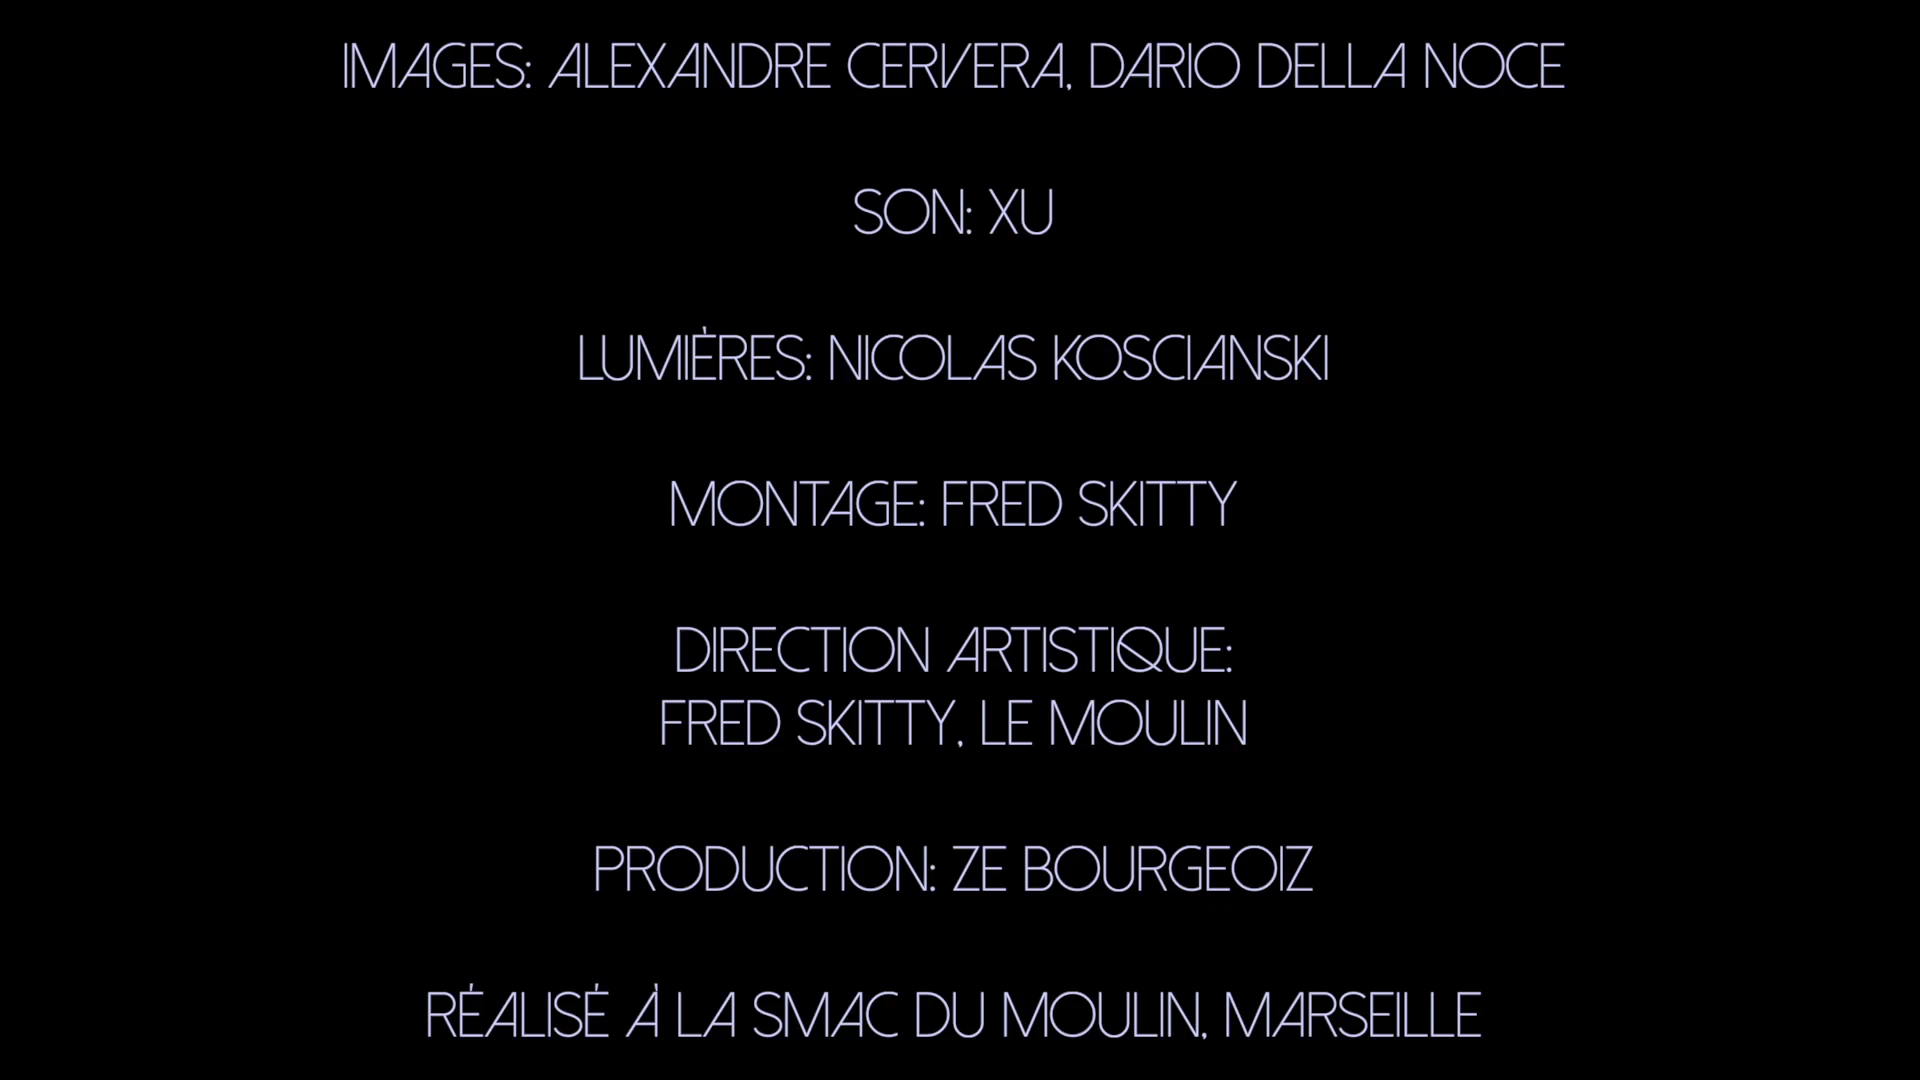 IMAGES: ALEXANDRE CERVERA, DARIO DELLA NOCE
SON: XU
LUMIÈRES: NICOLAS KOSCIANSKI
MONTAGE: FRED SKITTY
DIRECTION ARTISTIQUE:
FRED SKITTY, LE MOULIN
PRODUCTION: ZE BOURGEOIZ
RÉALISÉ À LA SMAC DU MOULIN, MARSEILLE